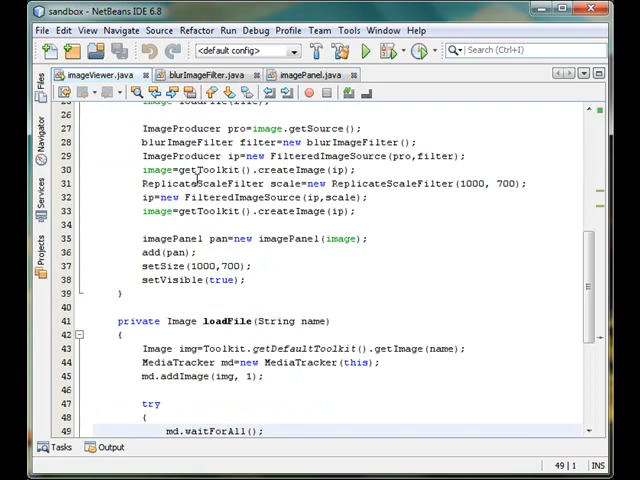 sandbox - NetBeans IDE 6.8
File Edit View Navigate Source Refactor Run Debug Profile Team Tools Window Help
<default config>
Search (Ctrl+I)
imageViewer.java
blurImageFilter.java
imagePanel.java
Files
Navigator
Services
Projects
27 ImageProducer pro=image.getSource();
28 blurImageFilter filter=new blurImageFilter();
29 ImageProducer ip=new FilteredImageSource(pro,filter);
30 image=getToolkit().createImage(ip);
31 ReplicateScaleFilter scale=new ReplicateScaleFilter(1000, 700);
32 ip=new FilteredImageSource(ip,scale);
33 image=getToolkit().createImage(ip);
34
35 imagePanel pan=new imagePanel(image);
36 add(pan);
37 setSize(1000,700);
38 setVisible(true);
39 }
40
41 private Image loadFile(String name)
42 {
43 Image img=Toolkit.getDefaultToolkit().getImage(name);
44 MediaTracker md=new MediaTracker(this);
45 md.addImage(img, 1);
46
47 try
48 {
49 md.waitForAll();
Tasks Output
49 | 1 INS